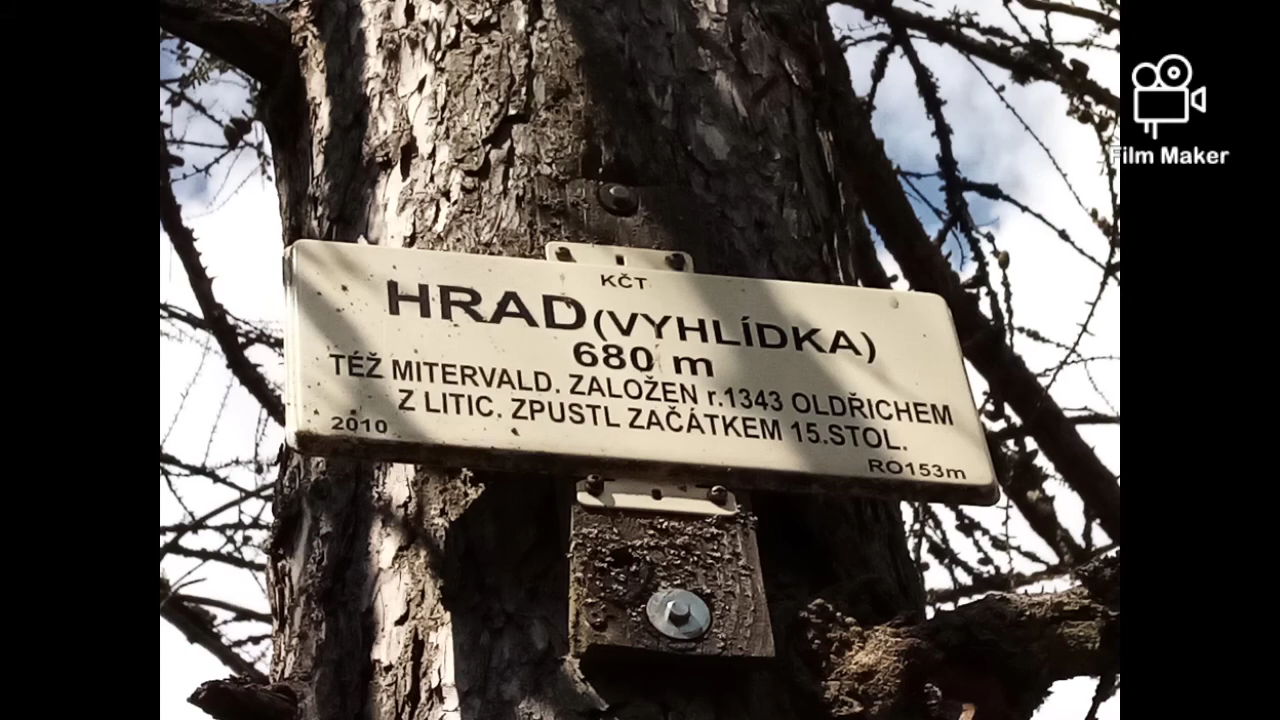 KČT
HRAD (VYHLÍDKA)
680 m
TÉŽ MITERVALD. ZALOŽEN r.1343 OLDŘICHEM
Z LITIC. ZPUSTL ZAČÁTKEM 15.STOL.
2010
RO153m
Film Maker